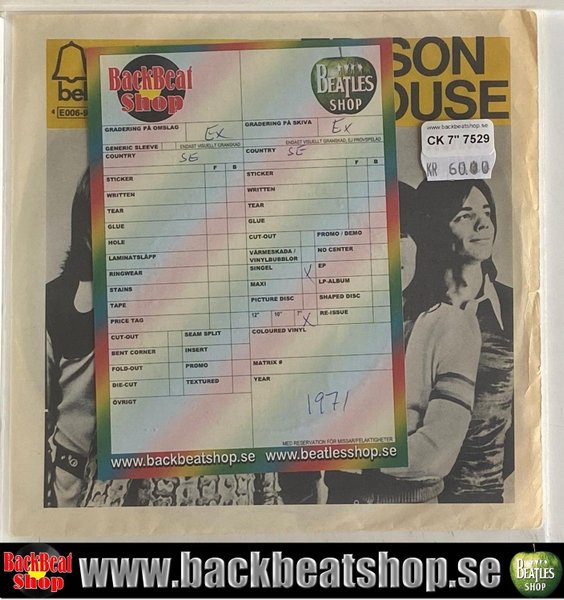 SON
OUSE
be
4 E006-9
BackBeat
Shop
BEATLES
SHOP
GRADERING PÅ OMSLAG Ex
GRADERING PÅ SKIVA Ex
GENERIC SLEEVE ENDAST VISUELLT GRANSKAD
ENDAST VISUELLT GRANSKAD, EJ PROVSPELAD
COUNTRY SE
COUNTRY SE
F B
STICKER
WRITTEN
TEAR
GLUE
HOLE
LAMINATSLÄPP
RINGWEAR
STAINS
TAPE
PRICE TAG
CUT-OUT SEAM SPLIT
BENT CORNER INSERT
FOLD-OUT PROMO
DIE-CUT TEXTURED
ÖVRIGT
F B
STICKER
WRITTEN
TEAR
GLUE
CUT-OUT PROMO / DEMO
VÄRMESKADA / VINYLBUBBLOR NO CENTER
SINGEL X EP
MAXI LP-ALBUM
PICTURE DISC SHAPED DISC
12" 10" 7" X RE-ISSUE
COLOURED VINYL
MATRIX #
YEAR
1971
MED RESERVATION FÖR MISSAR/FELAKTIGHETER
www.backbeatshop.se www.beatlesshop.se
www.backbeatshop.se
CK 7" 7529
KR 60.00
BackBeat
Shop
www.backbeatshop.se
BEATLES
SHOP